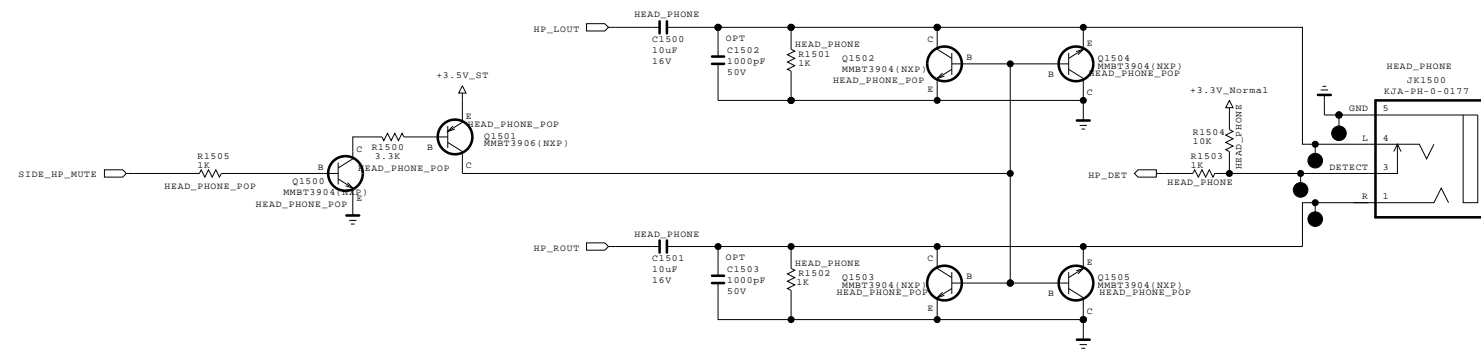 HEAD_PHONE
HP_LOUT
C1500
10uF
16V
OPT
C1502
1000pF
50V
HEAD_PHONE
R1501
1K
C
B
E
Q1502
MMBT3904(NXP)
HEAD_PHONE_POP
E
B
C
Q1504
MMBT3904(NXP)
HEAD_PHONE_POP
+3.5V_ST
E
HEAD_PHONE_POP
Q1501
MMBT3906(NXP)
B
C
R1500
3.3K
HEAD_PHONE_POP
SIDE_HP_MUTE
R1505
1K
HEAD_PHONE_POP
C
B
E
Q1500
MMBT3904(NXP)
HEAD_PHONE_POP
+3.3V_Normal
R1504
10K
HEAD_PHONE
HP_DET
R1503
1K
HEAD_PHONE
HEAD_PHONE
JK1500
KJA-PH-0-0177
GND 5
L 4
DETECT 3
R 1
HEAD_PHONE
HP_ROUT
C1501
10uF
16V
OPT
C1503
1000pF
50V
HEAD_PHONE
R1502
1K
C
B
E
Q1503
MMBT3904(NXP)
HEAD_PHONE_POP
E
B
C
Q1505
MMBT3904(NXP)
HEAD_PHONE_POP